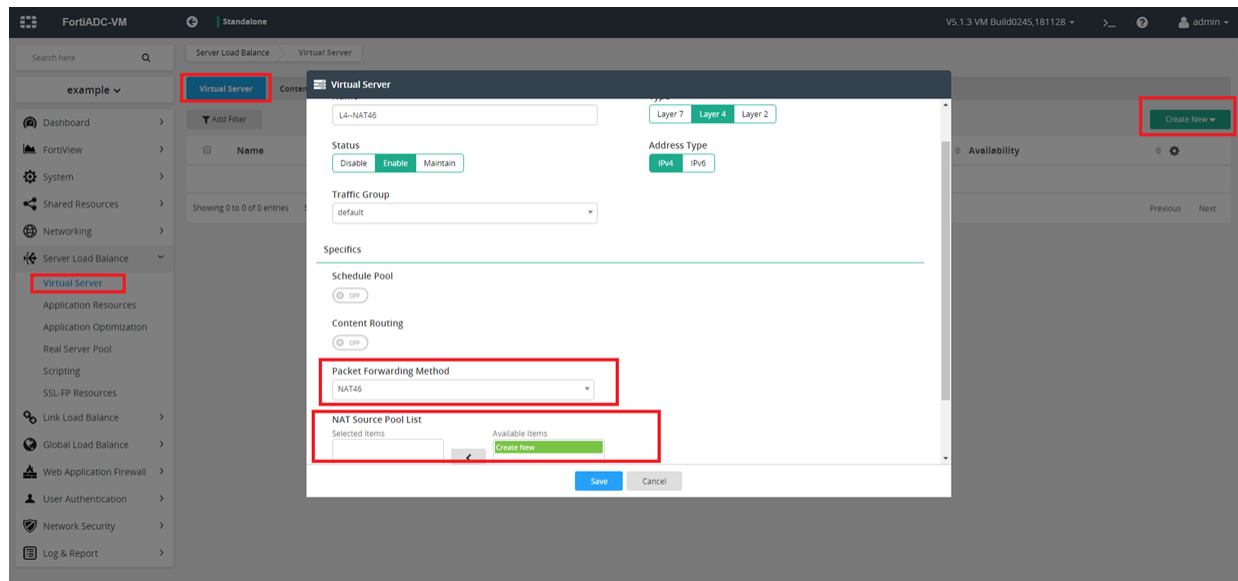 FortiADC-VM
Standalone
V5.1.3 VM Build0245,181128
>_
?
admin
Search here
example
Dashboard
FortiView
System
Shared Resources
Networking
Server Load Balance
Virtual Server
Application Resources
Application Optimization
Real Server Pool
Scripting
SSL-FP Resources
Link Load Balance
Global Load Balance
Web Application Firewall
User Authentication
Network Security
Log & Report
Server Load Balance Virtual Server
Virtual Server Conten
Add Filter
Create New
Name
Availability
Showing 0 to 0 of 0 entries
Previous Next
Virtual Server
Name
Type
L4--NAT46
Layer 7 Layer 4 Layer 2
Status
Address Type
Disable Enable Maintain
IPv4 IPv6
Traffic Group
default
Specifics
Schedule Pool
OFF
Content Routing
OFF
Packet Forwarding Method
NAT46
NAT Source Pool List
Selected Items
Available Items
Create New
Save Cancel